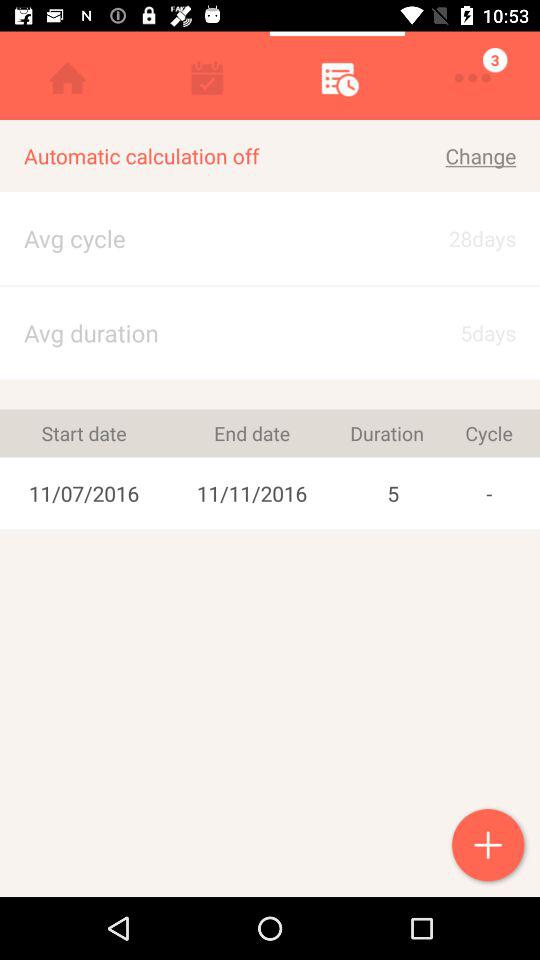 10:53
3
Automatic calculation off Change
Avg cycle 28days
Avg duration 5days
Start date End date Duration Cycle
11/07/2016 11/11/2016 5 -